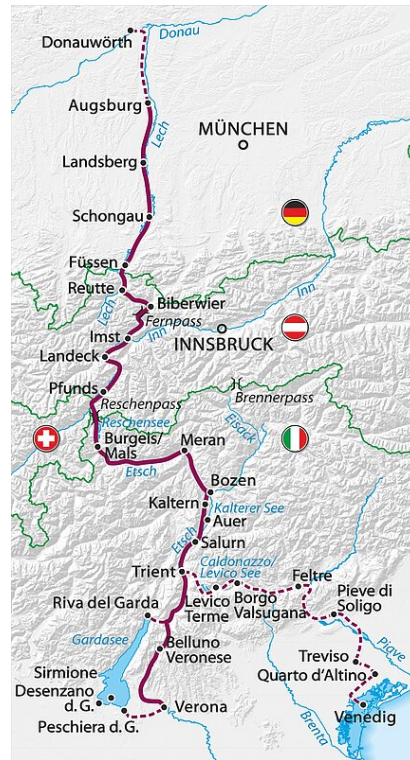 Donauwörth
Donau
Augsburg
Lech
MÜNCHEN
Landsberg
Schongau
Füssen
Reutte
Inn
Lech
Biberwier
Fernpass
Imst
Inn
INNSBRUCK
Landeck
Pfunds
Reschenpass
Brennerpass
Reschensee
Eisack
Burgeis/
Mals
Meran
Etsch
Bozen
Kaltern
Kalterer See
Auer
Etsch
Salurn
Caldonazzo/
Levico See
Trient
Feltre
Levico
Terme
Borgo
Valsugana
Pieve di
Soligo
Riva del Garda
Gardasee
Belluno
Veronese
Piave
Treviso
Quarto d'Altino
Sirmione
Desenzano
d. G.
Peschiera d. G.
Verona
Brenta
Venedig